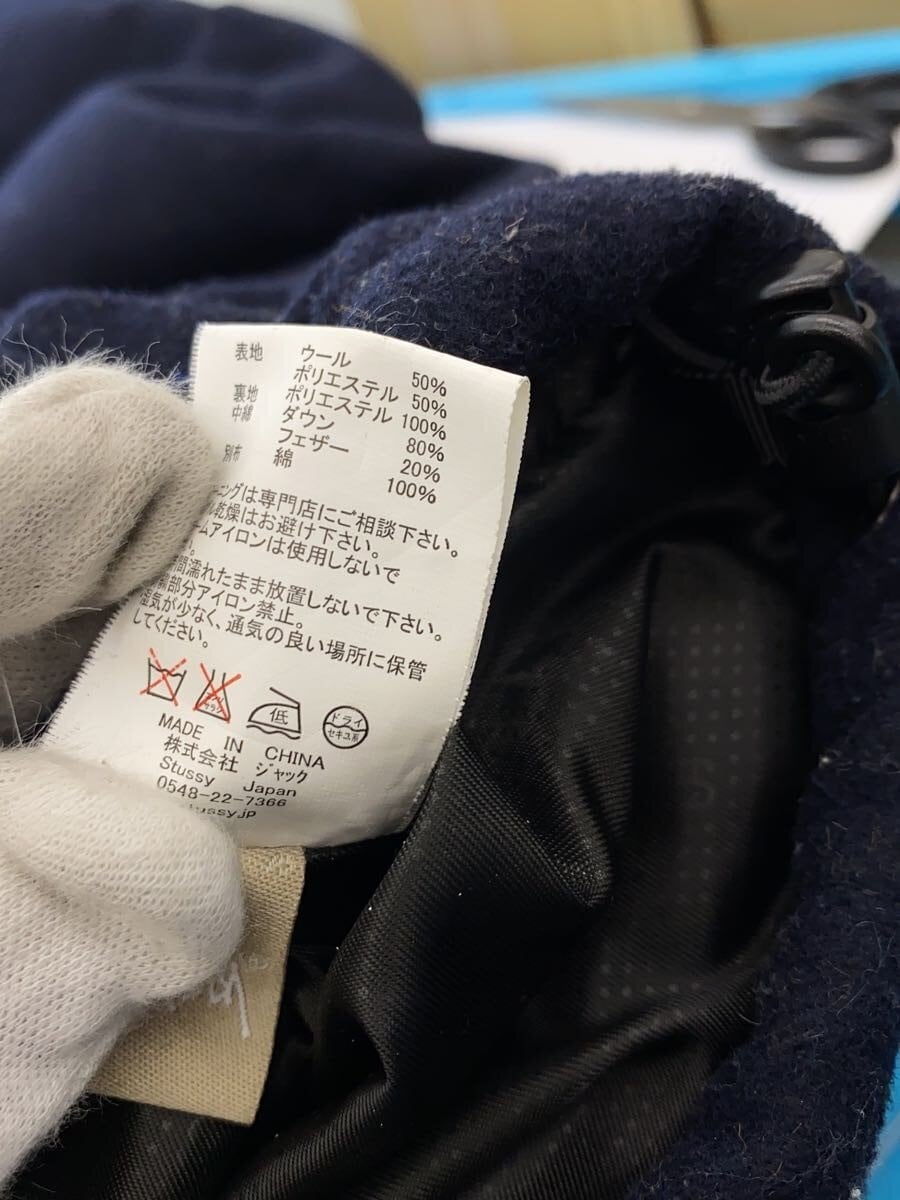 表地 ウール 50%
ポリエステル 50%
裏地 ポリエステル 100%
中綿 ダウン 80%
フェザー 20%
別布 綿 100%
ーニングは専門店にご相談下さい。
乾燥はお避け下さい。
ームアイロンは使用しないで
間濡れたまま放置しないで下さい。
部分アイロン禁止。
湿気が少なく、通気の良い場所に保管
してください。
低
ドライ
セキユ系
MADE IN CHINA
株式会社 ジャック
Stussy Japan
0548-22-7366
stussy.jp